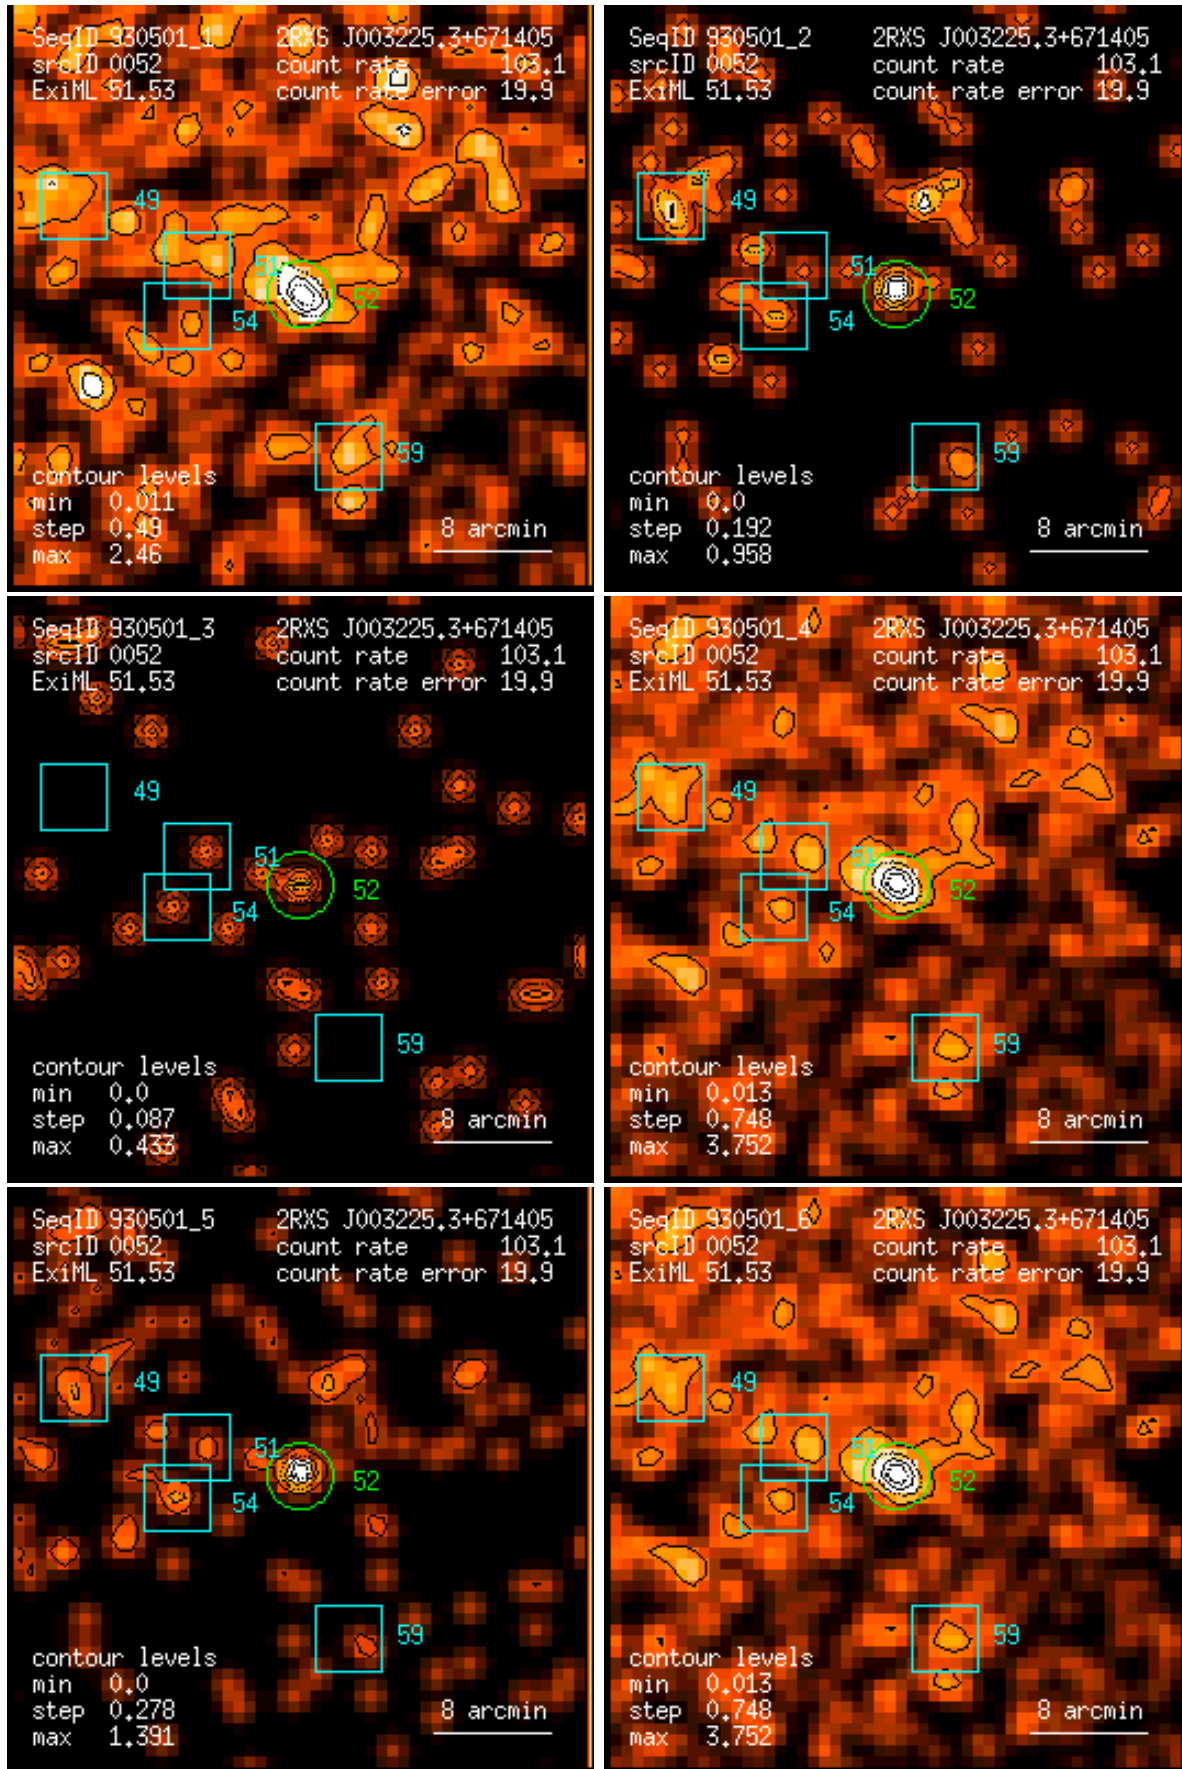 SeqID 930501_1 2RXS J003225.3+671405
srcID 0052 count rate 103.1
ExiML 51.53 count rate error 19.9
49
51
52
54
59
contour levels
min 0.011
step 0.49 8 arcmin
max 2.46
SeqID 930501_2 2RXS J003225.3+671405
srcID 0052 count rate 103.1
ExiML 51.53 count rate error 19.9
49
51
52
54
59
contour levels
min 0.0
step 0.192 8 arcmin
max 0.958
SeqID 930501_3 2RXS J003225.3+671405
srcID 0052 count rate 103.1
ExiML 51.53 count rate error 19.9
49
51
52
54
59
contour levels
min 0.0
step 0.087 8 arcmin
max 0.433
SeqID 930501_4 2RXS J003225.3+671405
srcID 0052 count rate 103.1
ExiML 51.53 count rate error 19.9
49
51
52
54
59
contour levels
min 0.013
step 0.748 8 arcmin
max 3.752
SeqID 930501_5 2RXS J003225.3+671405
srcID 0052 count rate 103.1
ExiML 51.53 count rate error 19.9
49
51
52
54
59
contour levels
min 0.0
step 0.278 8 arcmin
max 1.391
SeqID 930501_6 2RXS J003225.3+671405
srcID 0052 count rate 103.1
ExiML 51.53 count rate error 19.9
49
51
52
54
59
contour levels
min 0.013
step 0.748 8 arcmin
max 3.752